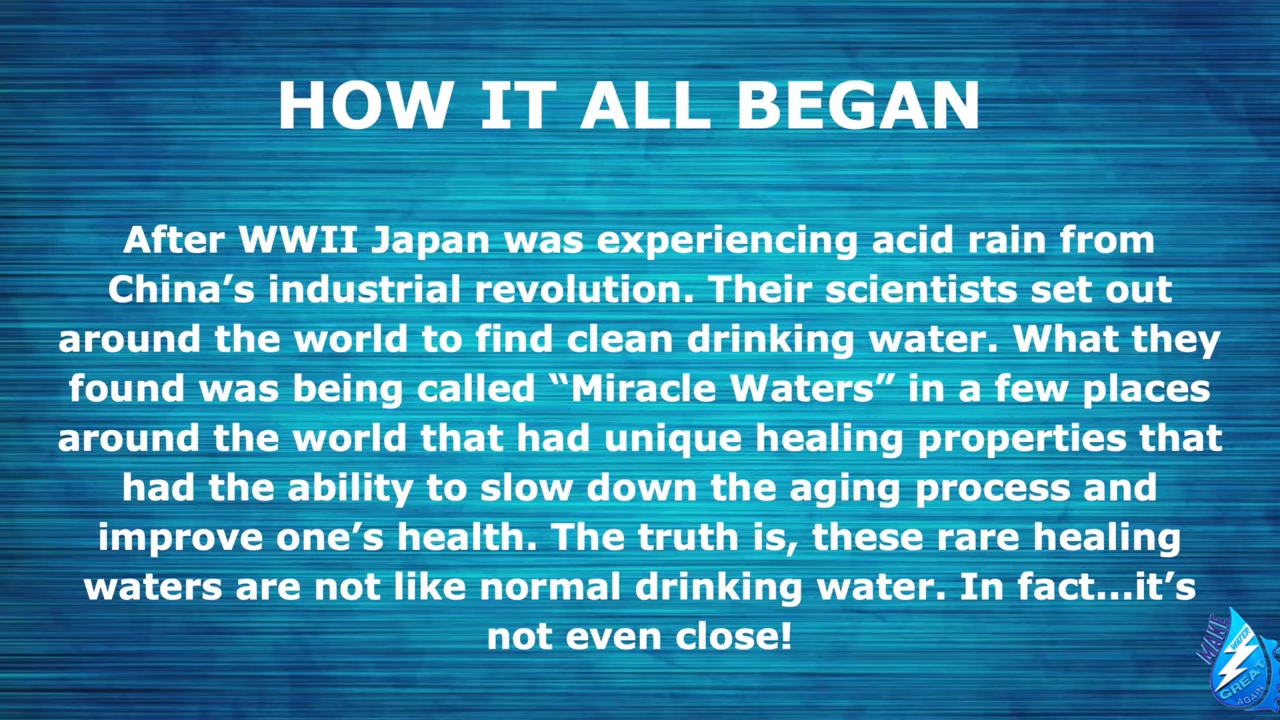 HOW IT ALL BEGAN
After WWII Japan was experiencing acid rain from
China’s industrial revolution. Their scientists set out
around the world to find clean drinking water. What they
found was being called “Miracle Waters” in a few places
around the world that had unique healing properties that
had the ability to slow down the aging process and
improve one’s health. The truth is, these rare healing
waters are not like normal drinking water. In fact...it’s
not even close!
MAKE
WATER
GREAT
AGAIN